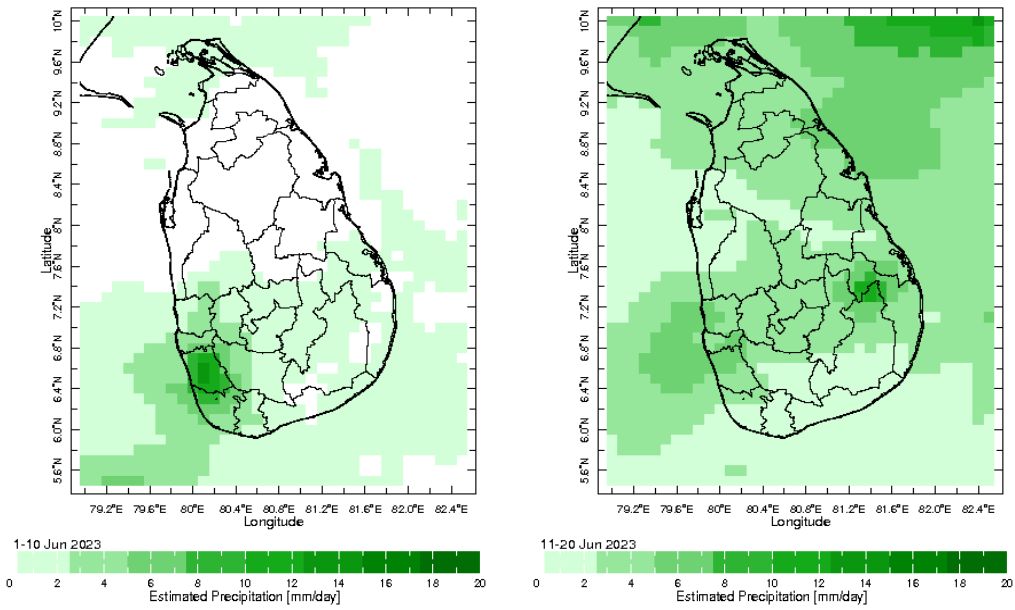 10°N
9.6°N
9.2°N
8.8°N
8.4°N
8°N
7.6°N
7.2°N
6.8°N
6.4°N
6.0°N
5.6°N
Latitude
79.2°E 79.6°E 80°E 80.4°E 80.8°E 81.2°E 81.6°E 82.0°E 82.4°E
Longitude
1-10 Jun 2023
0 2 4 6 8 10 12 14 16 18 20
Estimated Precipitation [mm/day]
10°N
9.6°N
9.2°N
8.8°N
8.4°N
8°N
7.6°N
7.2°N
6.8°N
6.4°N
6.0°N
5.6°N
Latitude
79.2°E 79.6°E 80°E 80.4°E 80.8°E 81.2°E 81.6°E 82.0°E 82.4°E
Longitude
11-20 Jun 2023
0 2 4 6 8 10 12 14 16 18 20
Estimated Precipitation [mm/day]